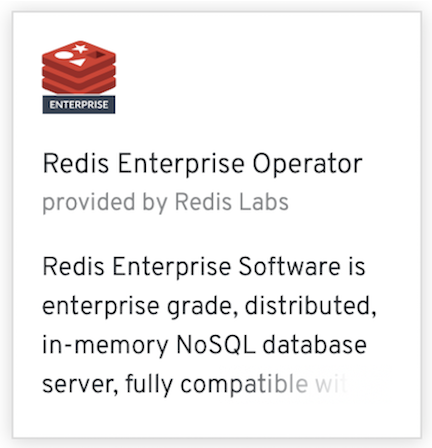 ENTERPRISE
Redis Enterprise Operator
provided by Redis Labs
Redis Enterprise Software is
enterprise grade, distributed,
in-memory NoSQL database
server, fully compatible